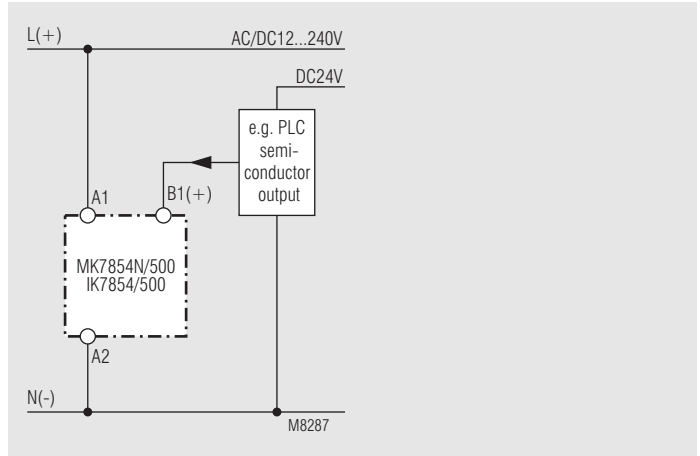 L(+)
AC/DC12...240V
DC24V
e.g. PLC
semi-
conductor
output
A1
B1(+)
MK7854N/500
IK7854/500
A2
N(-)
M8287